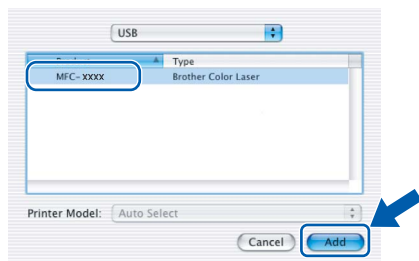 USB
Type
MFC-XXXX Brother Color Laser
Printer Model: Auto Select
Cancel Add